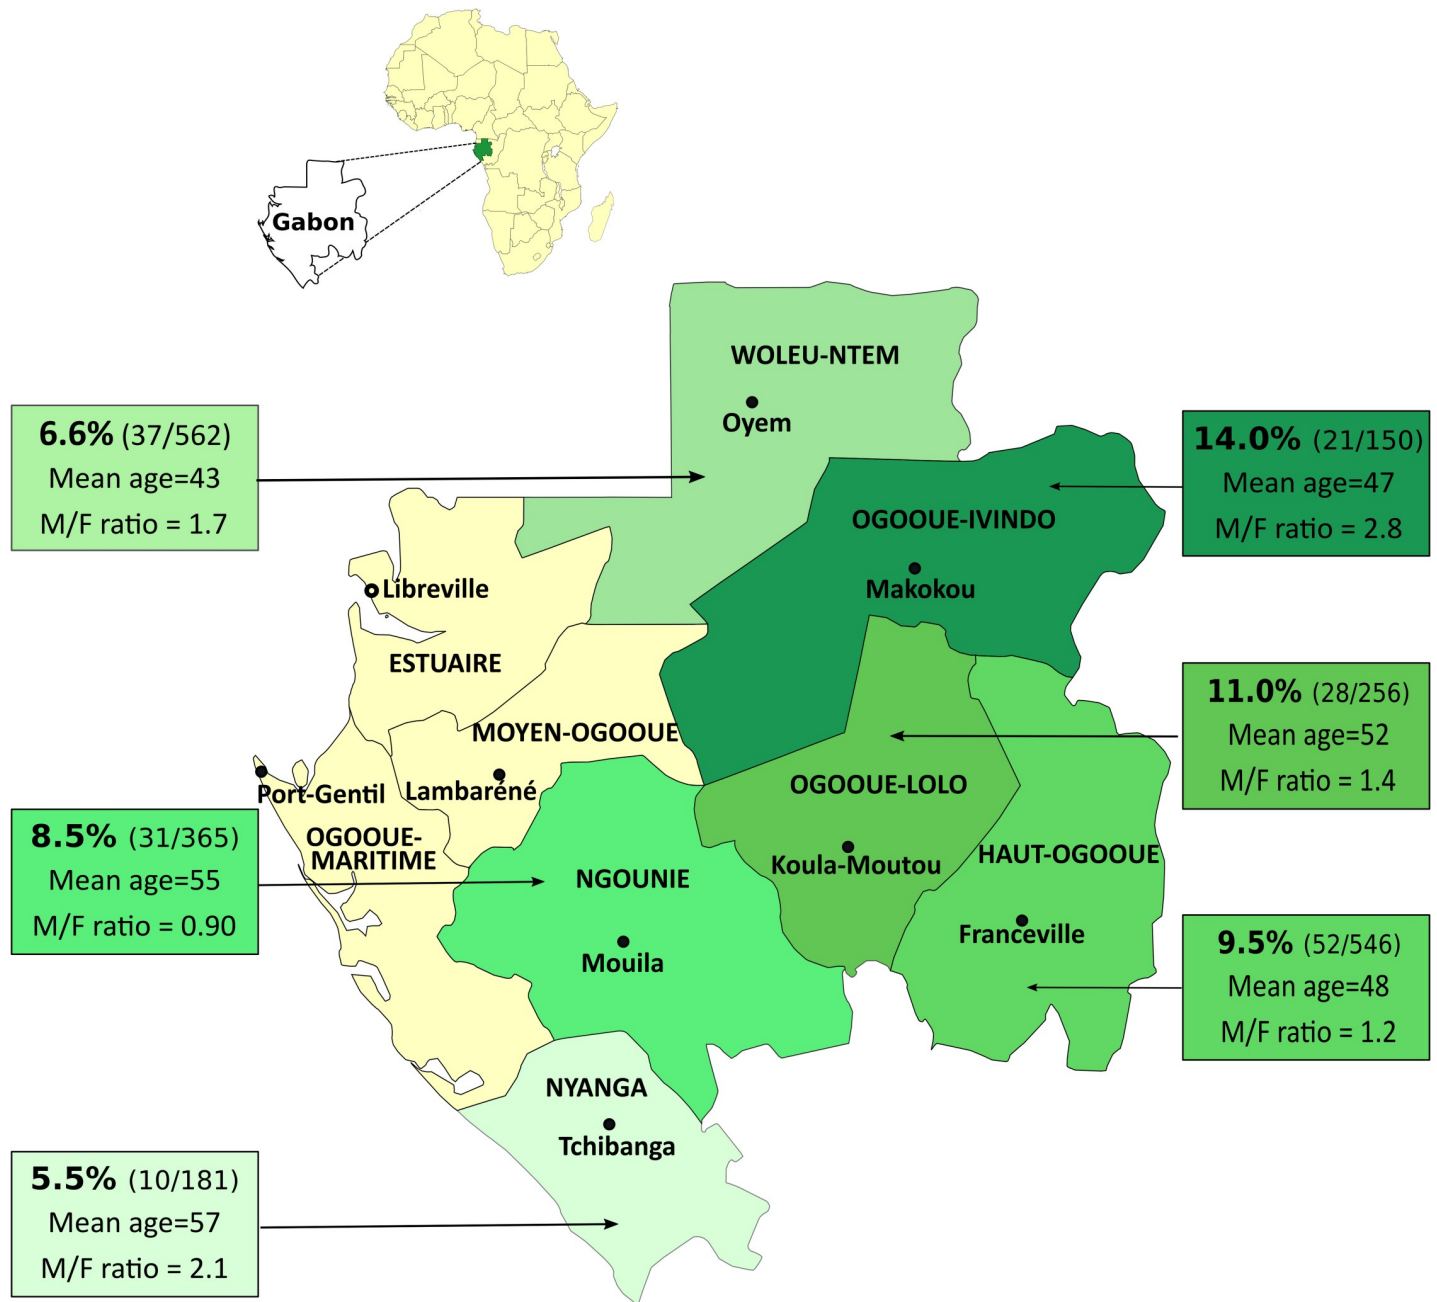 Gabon
WOLEU-NTEM
Oyem
6.6% (37/562)
Mean age=43
M/F ratio = 1.7
14.0% (21/150)
Mean age=47
M/F ratio = 2.8
OGOOUE-IVINDO
Makokou
Libreville
ESTUAIRE
11.0% (28/256)
Mean age=52
M/F ratio = 1.4
MOYEN-OGOOUE
Lambaréné
Port-Gentil
OGOOUE-LOLO
Koula-Moutou
8.5% (31/365)
Mean age=55
M/F ratio = 0.90
OGOOUE-
MARITIME
HAUT-OGOOUE
Franceville
NGOUNIE
Mouila
9.5% (52/546)
Mean age=48
M/F ratio = 1.2
NYANGA
Tchibanga
5.5% (10/181)
Mean age=57
M/F ratio = 2.1